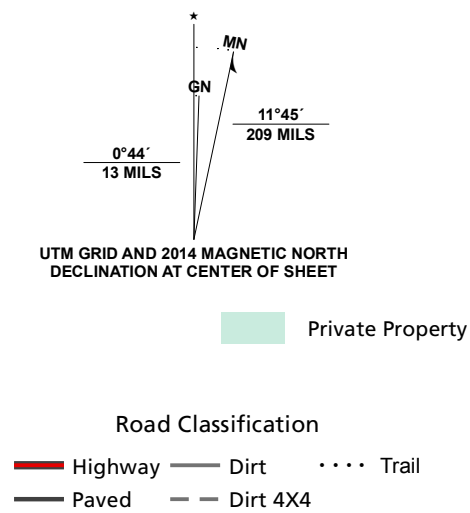 ★
MN
GN
11°45´
209 MILS
0°44´
13 MILS
UTM GRID AND 2014 MAGNETIC NORTH
DECLINATION AT CENTER OF SHEET
Private Property
Road Classification
Highway Dirt Trail
Paved Dirt 4X4